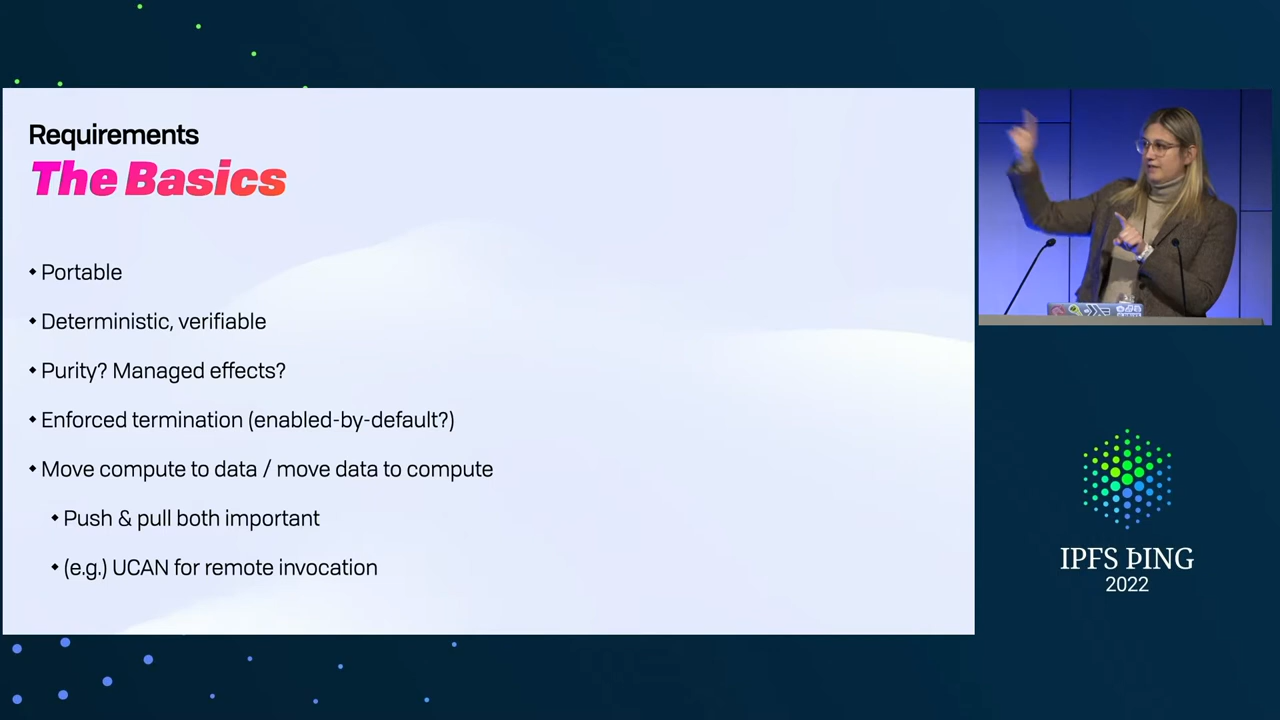 Requirements
The Basics
Portable
Deterministic, verifiable
Purity? Managed effects?
Enforced termination (enabled-by-default?)
Move compute to data / move data to compute
Push & pull both important
(e.g.) UCAN for remote invocation
IPFS ÞING
2022